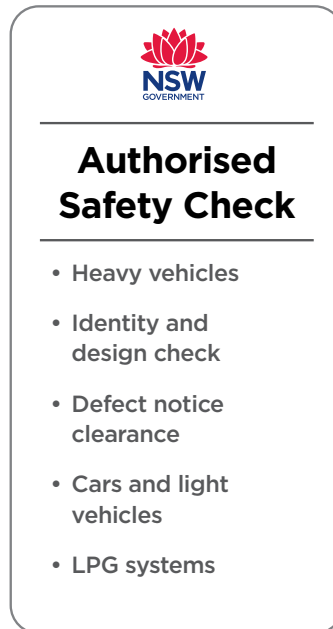 NSW
GOVERNMENT
Authorised
Safety Check
• Heavy vehicles
• Identity and
design check
• Defect notice
clearance
• Cars and light
vehicles
• LPG systems